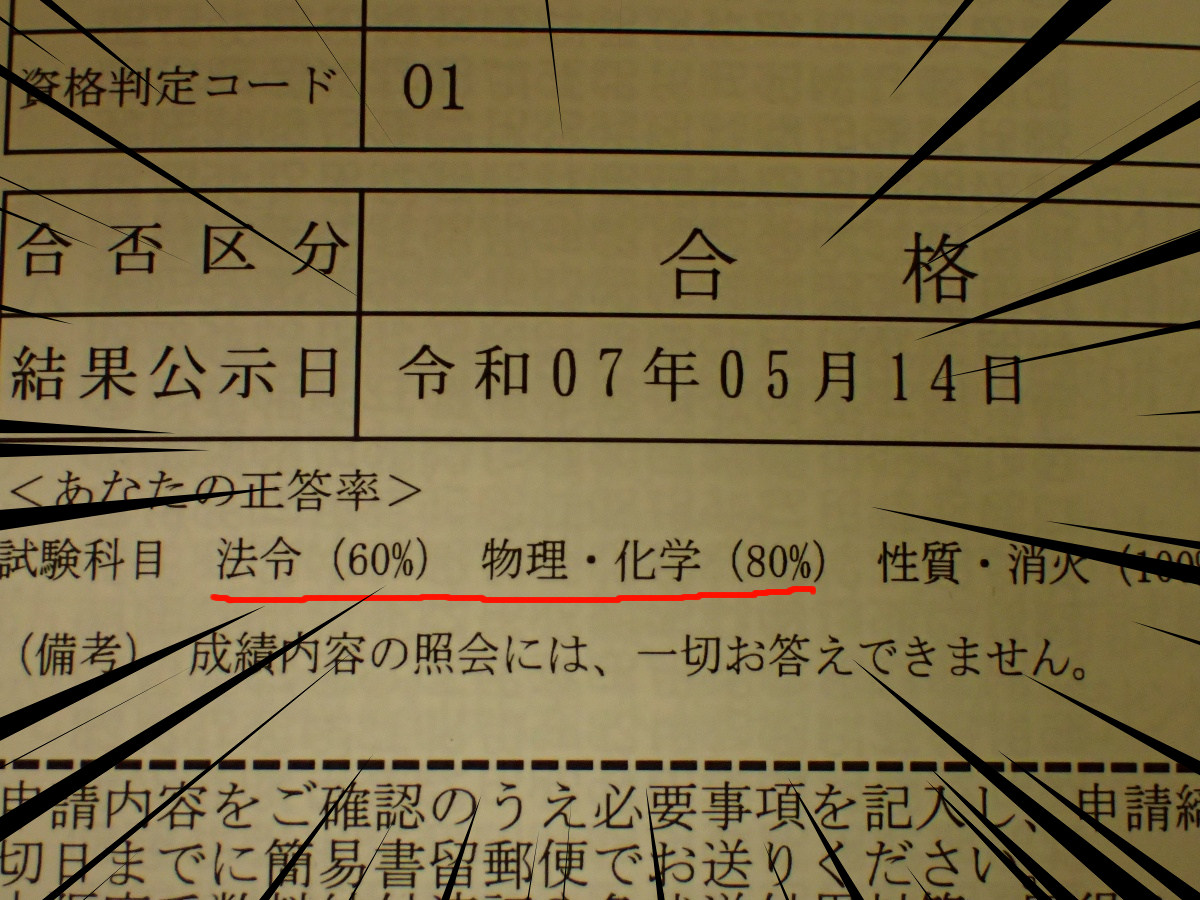 資格判定コード 01
合否区分 合格
結果公示日 令和07年05月14日
＜あなたの正答率＞
試験科目 法令（60%） 物理・化学（80%） 性質・消火（100%
（備考） 成績内容の照会には、一切お答えできません。
申請内容をご確認のうえ必要事項を記入し、申請締
切日までに簡易書留郵便でお送りください、